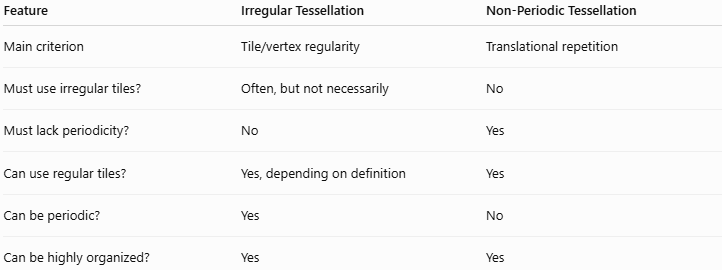 Feature Irregular Tessellation Non-Periodic Tessellation
Main criterion Tile/vertex regularity Translational repetition
Must use irregular tiles? Often, but not necessarily No
Must lack periodicity? No Yes
Can use regular tiles? Yes, depending on definition Yes
Can be periodic? Yes No
Can be highly organized? Yes Yes